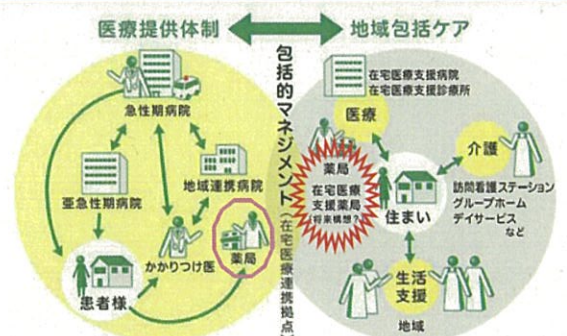 医療提供体制
地域包括ケア
急性期病院
亜急性期病院
地域連携病院
かかりつけ医
薬局
患者様
包括的マネジメント(在宅医療連携拠点
在宅医療支援病院
在宅医療支援診療所
医療
薬局
在宅医療
支援薬局
(将来構想?)
介護
訪問看護ステーション
グループホーム
デイサービス
など
住まい
生活
支援
地域